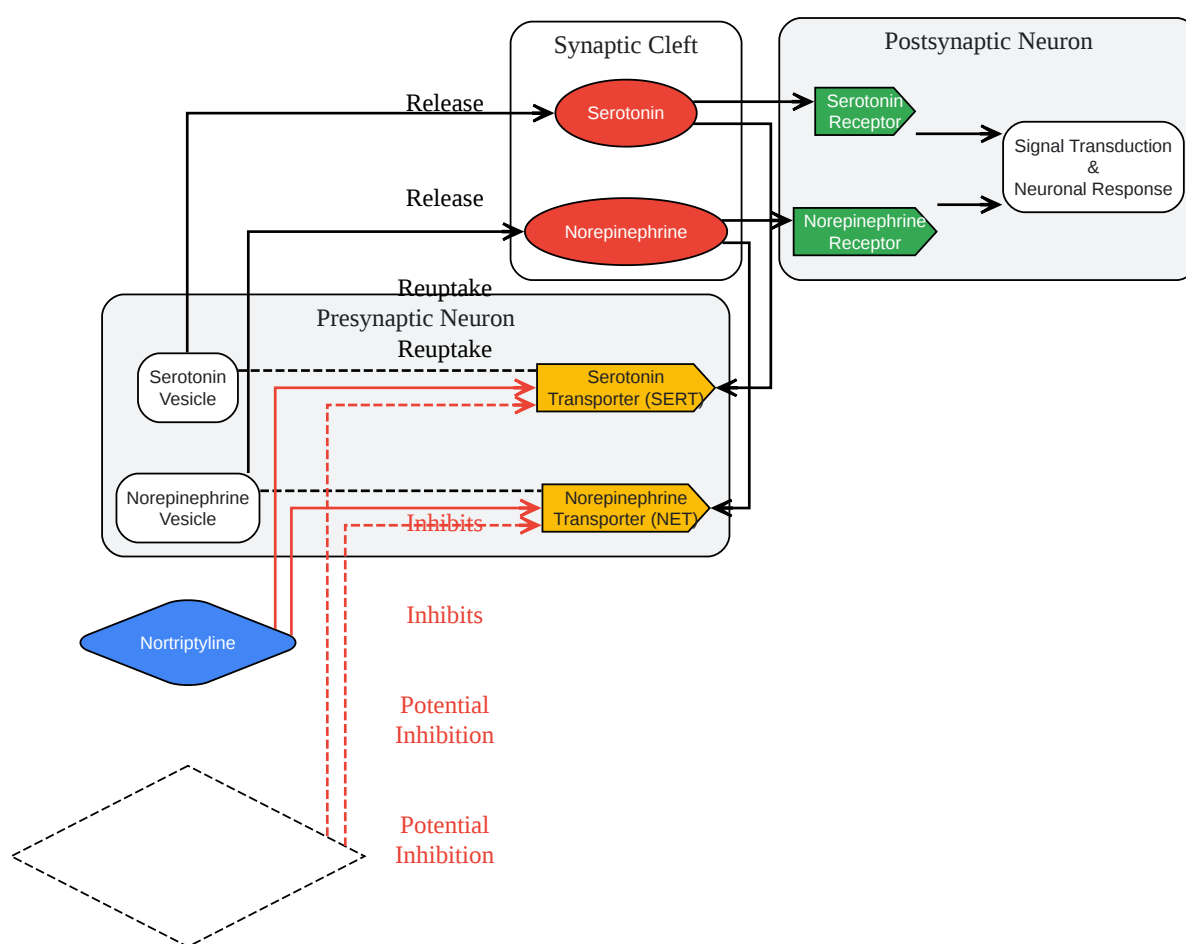 Synaptic Cleft
Postsynaptic Neuron
Release
Serotonin
Serotonin
Receptor
Signal Transduction
&
Neuronal Response
Release
Norepinephrine
Norepinephrine
Receptor
Reuptake
Presynaptic Neuron
Reuptake
Serotonin
Vesicle
Serotonin
Transporter (SERT)
Norepinephrine
Vesicle
Norepinephrine
Transporter (NET)
Inhibits
Inhibits
Nortriptyline
Potential
Inhibition
Potential
Inhibition